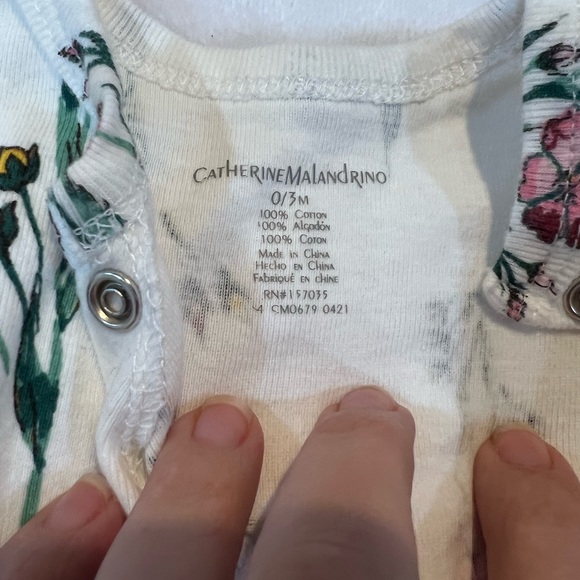 CATHERINEMALANDRINO
0/3M
100% COTTON
100% ALGODÓN
100% COTON
MADE IN CHINA
HECHO EN CHINA
FABRIQUÉ EN CHINE
RN#157035
CM0679 0421